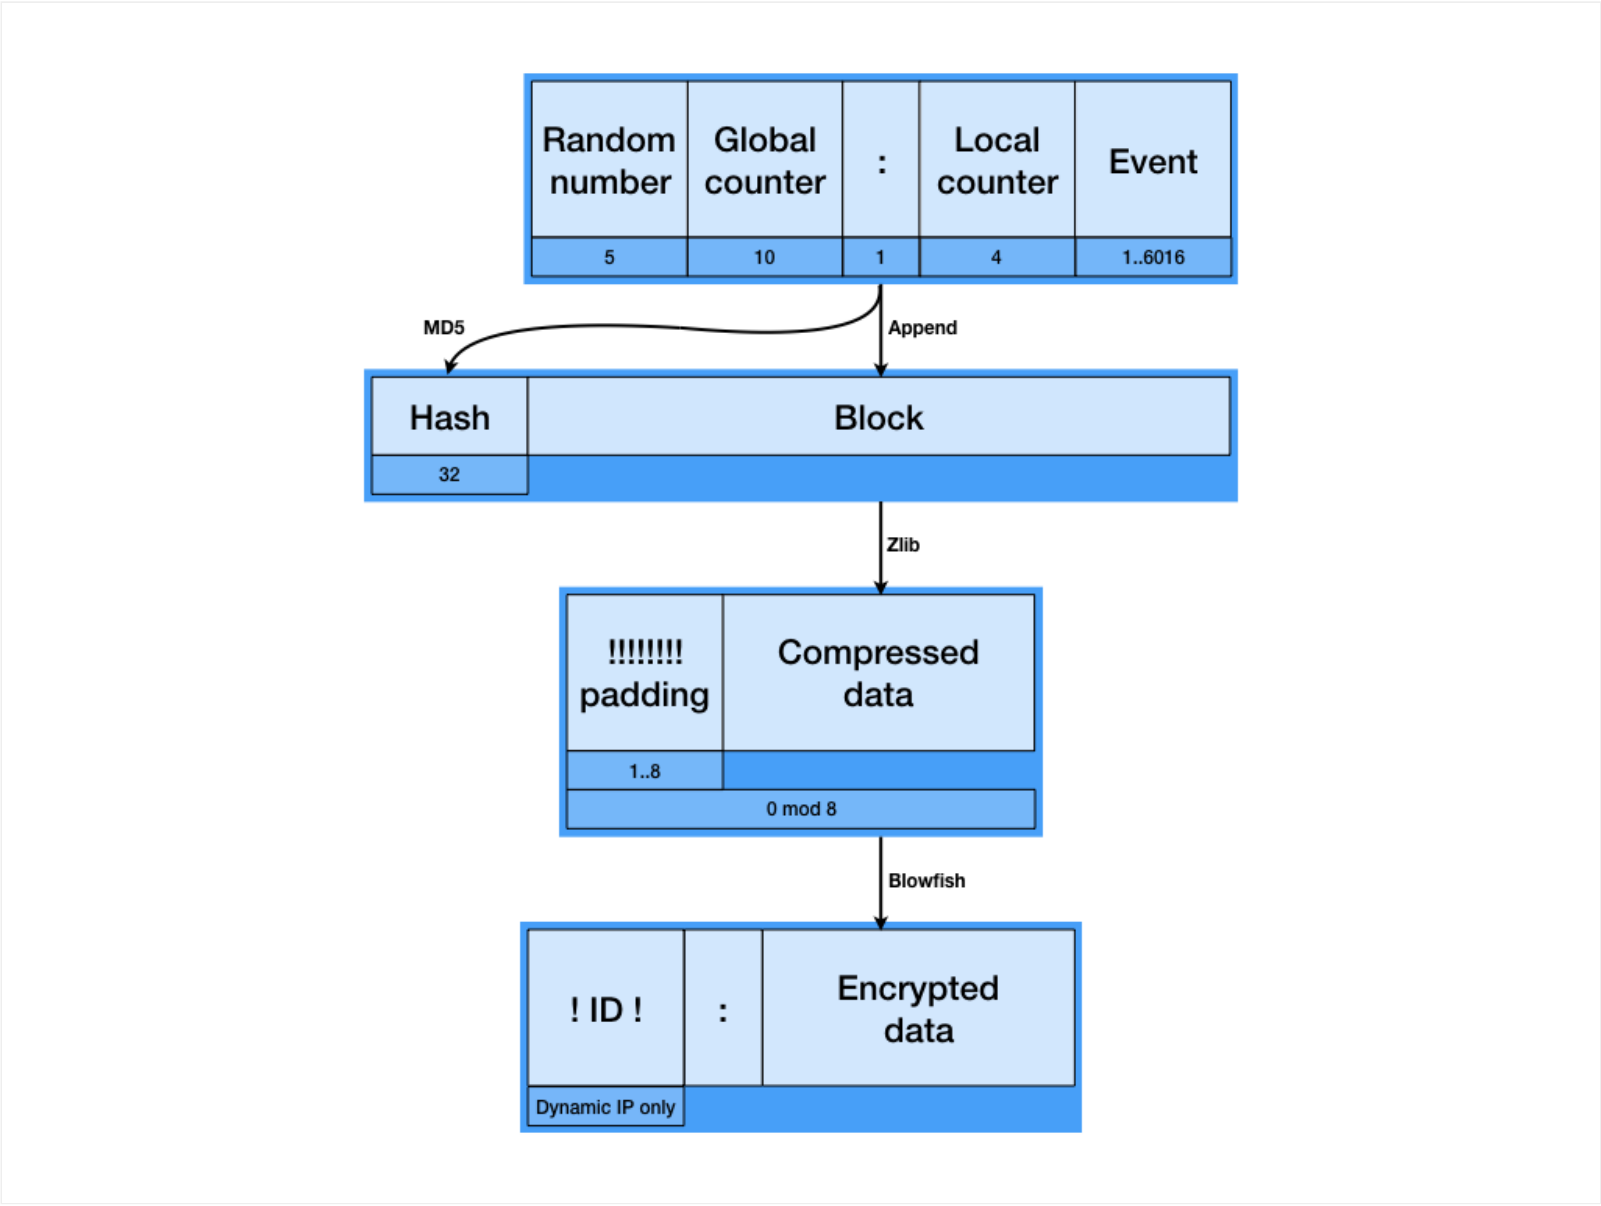 Random
number
Global
counter
:
Local
counter
Event
5
10
1
4
1..6016
MD5
Append
Hash
Block
32
Zlib
!!!!!!!!
padding
Compressed
data
1..8
0 mod 8
Blowfish
! ID !
:
Encrypted
data
Dynamic IP only